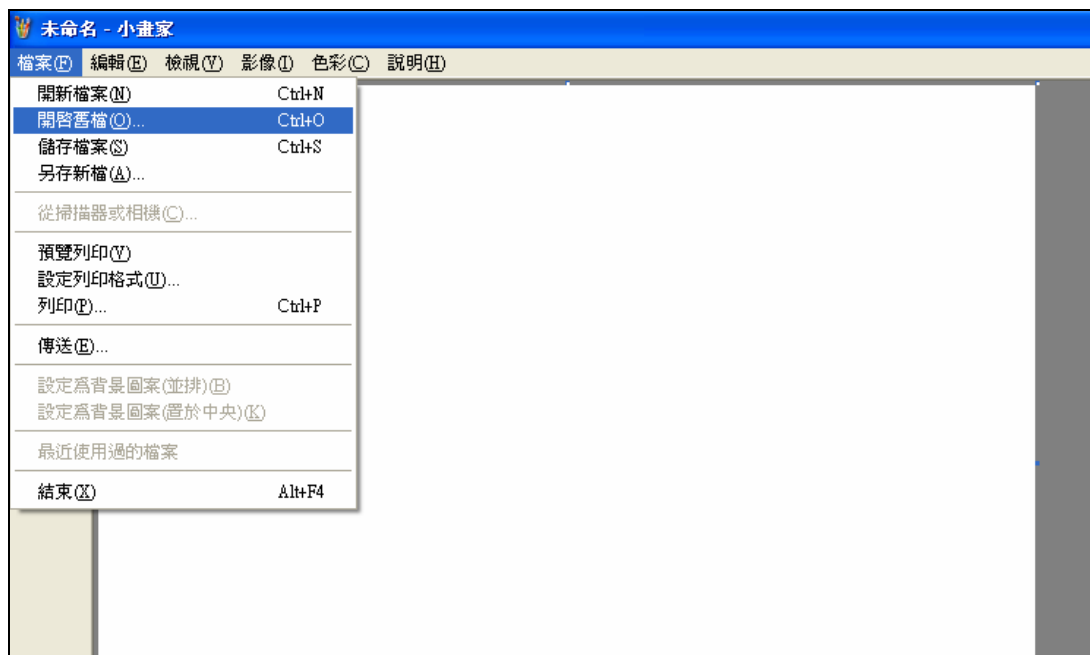 未命名 - 小畫家
檔案(F) 編輯(E) 檢視(V) 影像(I) 色彩(C) 說明(H)
開新檔案(N) Ctrl+N
開啓舊檔(O)... Ctrl+O
儲存檔案(S) Ctrl+S
另存新檔(A)...
從掃描器或相機(C)...
預覽列印(V)
設定列印格式(U)...
列印(P)... Ctrl+P
傳送(E)...
設定爲背景圖案(並排)(B)
設定爲背景圖案(置於中央)(K)
最近使用過的檔案
結束(X) Alt+F4